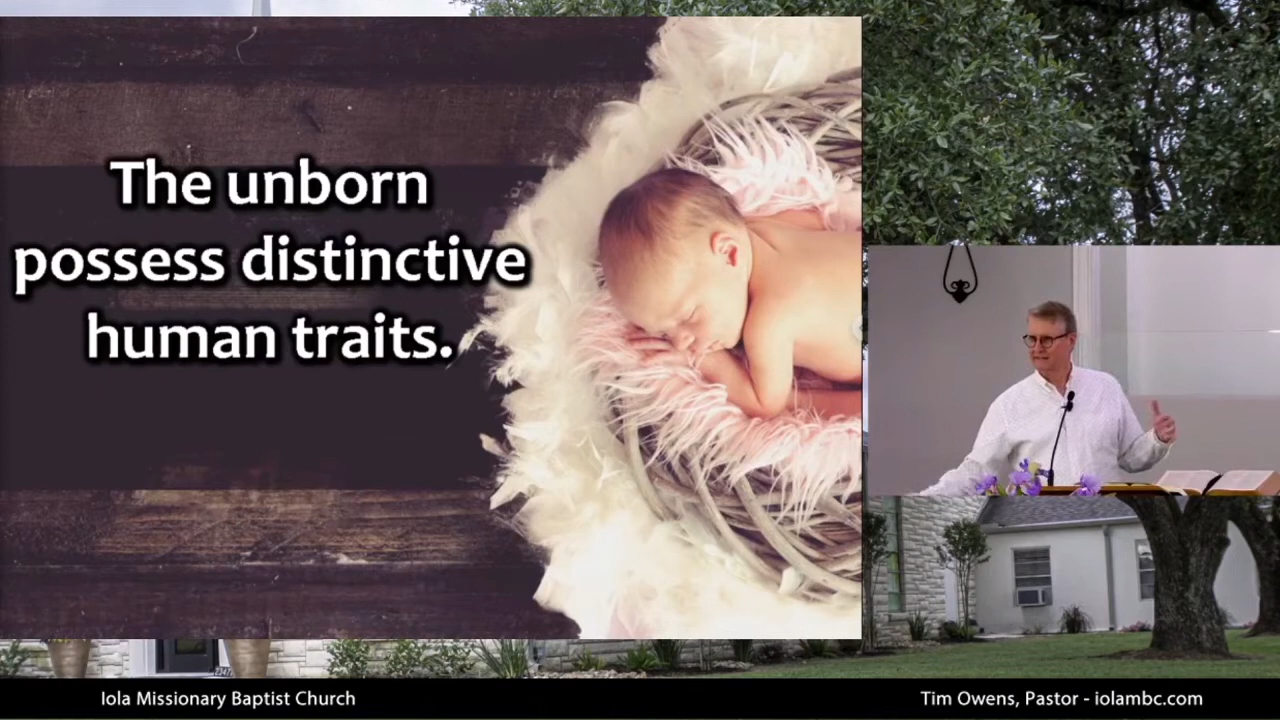 The unborn
possess distinctive
human traits.
Iola Missionary Baptist Church
Tim Owens, Pastor - iolambc.com